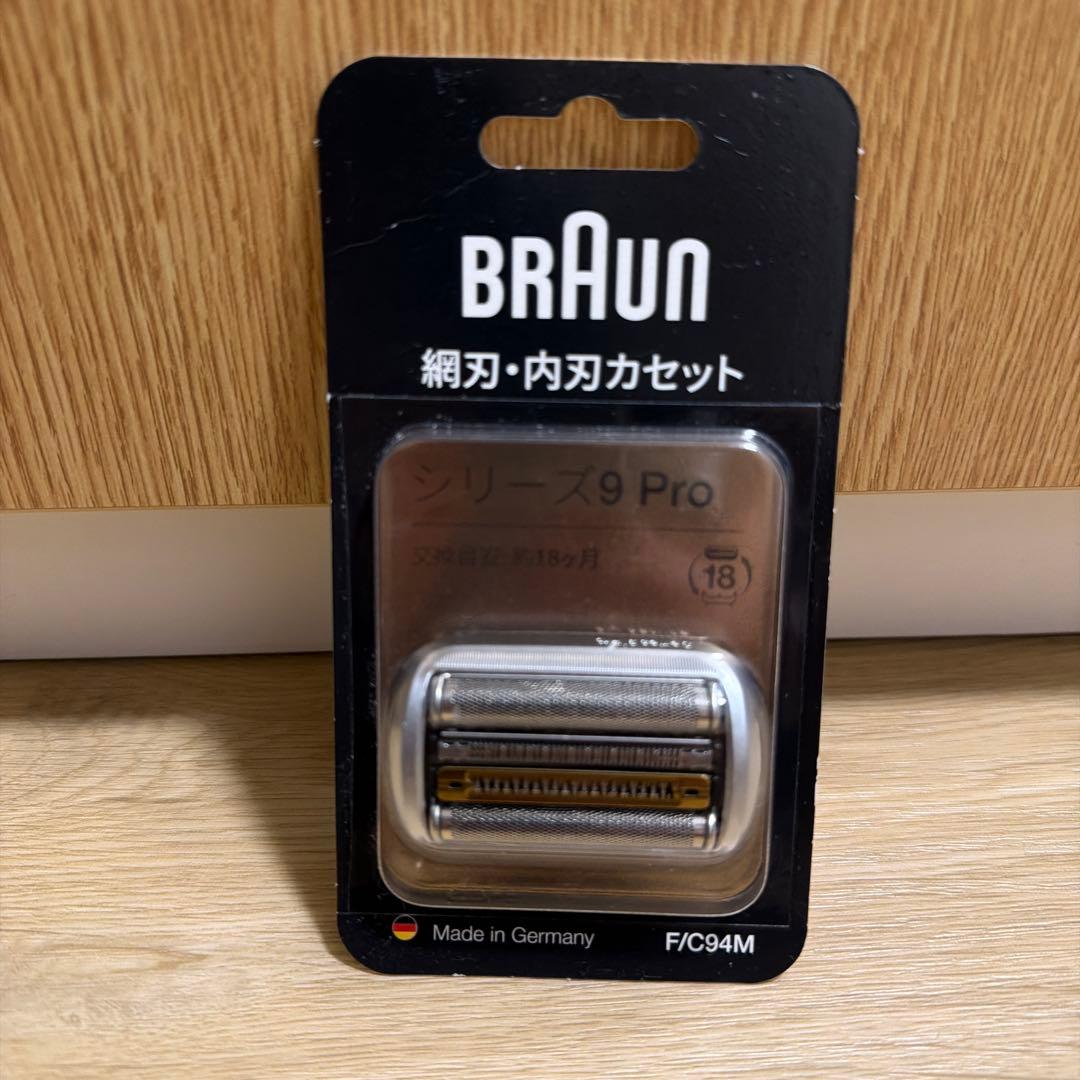 BRAUN
網刃・内刃カセット
シリーズ9 Pro
交換目安: 約18ヶ月
18
Made in Germany
F/C94M